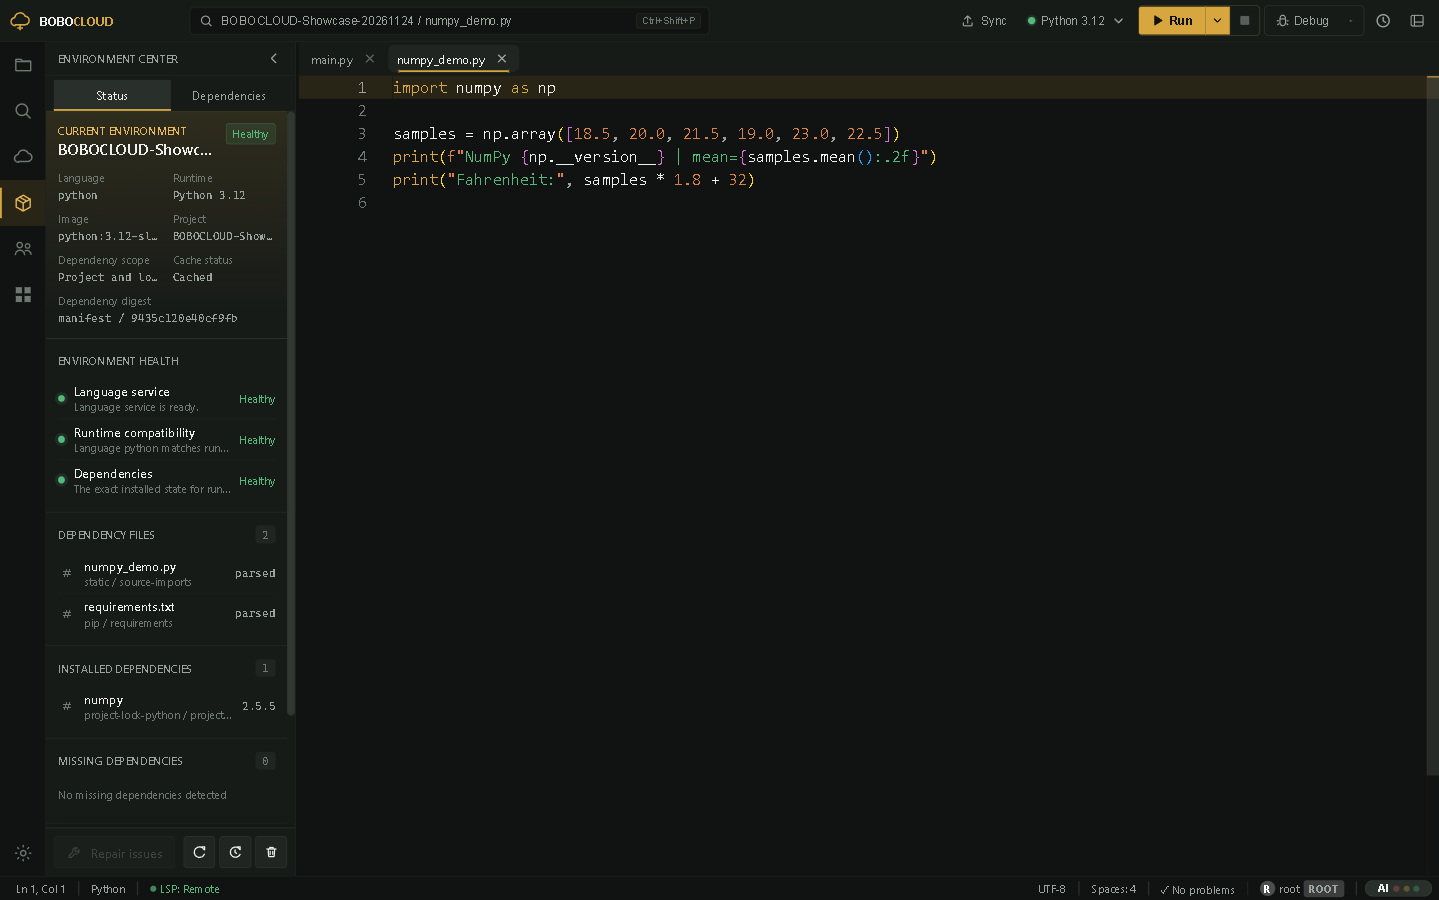 BOBOCLOUD
BOBOCLOUD-Showcase-20261124 / numpy_demo.py
Ctrl+Shift+P
Sync
Python 3.12
Run
Debug
ENVIRONMENT CENTER
main.py
numpy_demo.py
Status
Dependencies
CURRENT ENVIRONMENT
Healthy
BOBOCLOUD-Showc...
Language
Runtime
python
Python 3.12
Image
Project
python:3.12-sl...
BOBOCLOUD-Show...
Dependency scope
Cache status
Project and lo...
Cached
Dependency digest
manifest / 9435c120e40cf9fb
ENVIRONMENT HEALTH
Language service
Language service is ready.
Healthy
Runtime compatibility
Language python matches run...
Healthy
Dependencies
The exact installed state for run...
Healthy
DEPENDENCY FILES
2
# numpy_demo.py
static / source-imports
parsed
# requirements.txt
pip / requirements
parsed
INSTALLED DEPENDENCIES
1
# numpy
project-lock-python / project...
2.5.5
MISSING DEPENDENCIES
0
No missing dependencies detected
Repair issues
1 import numpy as np
2
3 samples = np.array([18.5, 20.0, 21.5, 19.0, 23.0, 22.5])
4 print(f"NumPy {np.__version__} | mean={samples.mean():.2f}")
5 print("Fahrenheit:", samples * 1.8 + 32)
6
Ln 1, Col 1
Python
LSP: Remote
UTF-8
Spaces: 4
✓ No problems
R root ROOT
AI